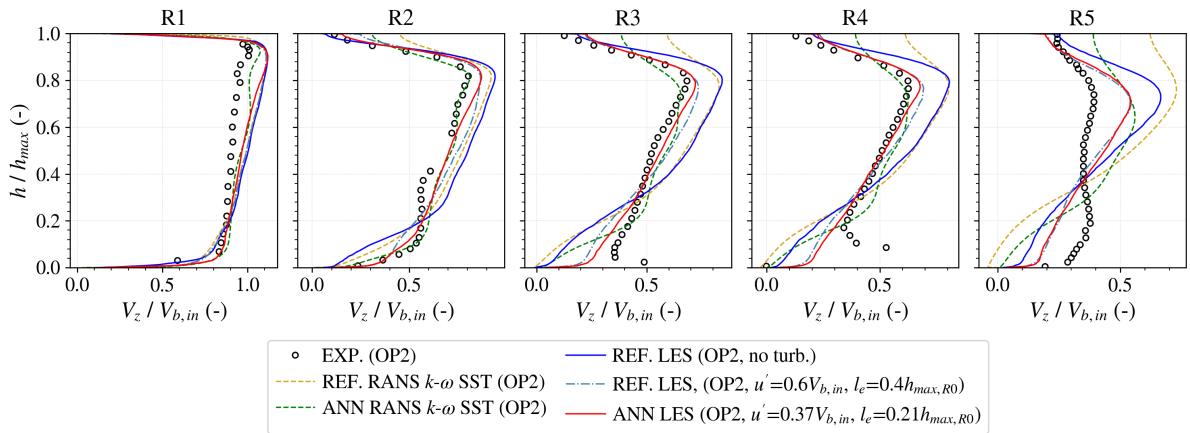 R1 R2 R3 R4 R5
1.0
0.8
0.6
0.4
0.2
0.0
h / h_max (-)
0.0 0.5 1.0 0.0 0.5 0.0 0.5 0.0 0.5 0.0 0.5
V_z / V_b,in (-) V_z / V_b,in (-) V_z / V_b,in (-) V_z / V_b,in (-) V_z / V_b,in (-)
EXP. (OP2)
REF. RANS k-ω SST (OP2)
ANN RANS k-ω SST (OP2)
REF. LES (OP2, no turb.)
REF. LES, (OP2, u′=0.6V_b,in, l_e=0.4h_max,R0)
ANN LES (OP2, u′=0.37V_b,in, l_e=0.21h_max,R0)